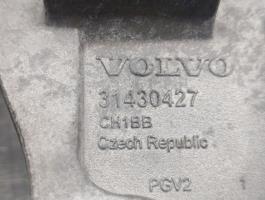 VOLVO
31430427
CH1BB
Czech Republic
PGV2 1